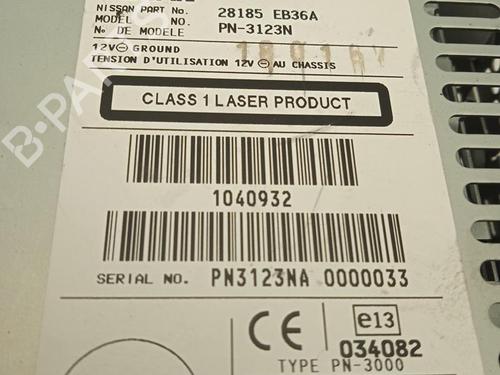 NISSAN PART No. 28185 EB36A
MODEL No. PN-3123N
No DE MODELE
12V⊖ GROUND
TENSION D'UTILISATION 12V⊖ AU CHASSIS
CLASS 1 LASER PRODUCT
1040932
SERIAL NO. PN3123NA 0000033
CE
e13
034082
TYPE PN-3000
B-PARTS